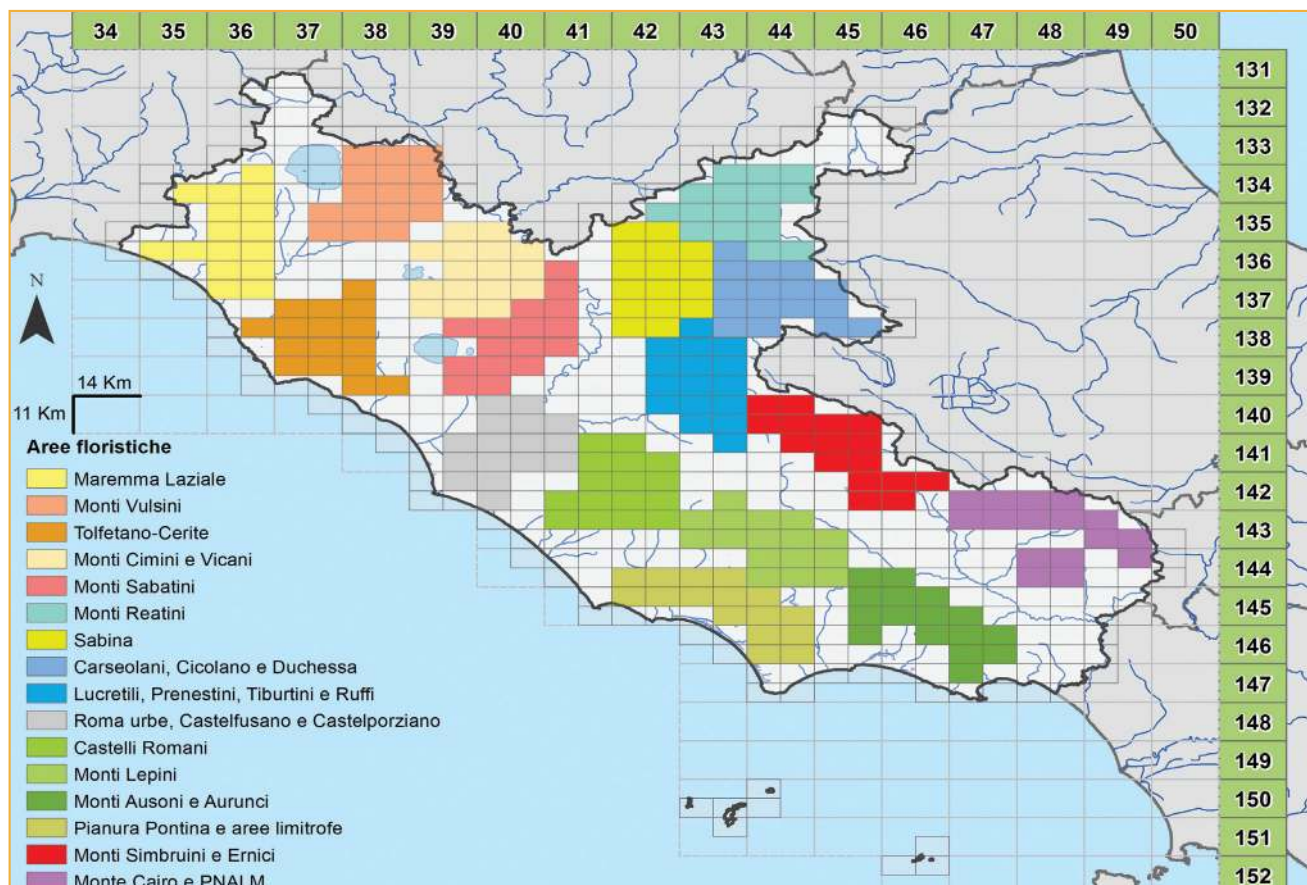 34 35 37 38 39 40 41 42 43 44 45 47 48 49 50
131
132
133
134
135
136
N
137
138
14 Km
139
11 Km
140
Aree floristiche
141
Maremma Laziale
142
Monti Vulsini
Tolfetano-Cerite
143
Monti Cimini e Vicani
144
Monti Sabatini
Monti Reatini
145
Sabina
146
Carseolani, Cicolano e Duchessa
147
Lucretili, Prenestini, Tiburtini e Ruffi
Roma urbe, Castelfusano e Castelporziano
148
Castelli Romani
149
Monti Lepini
150
Monti Ausoni e Aurunci
Pianura Pontina e aree limitrofe
151
Monti Simbruini e Ernici
152
Monte Cairo e PNALM